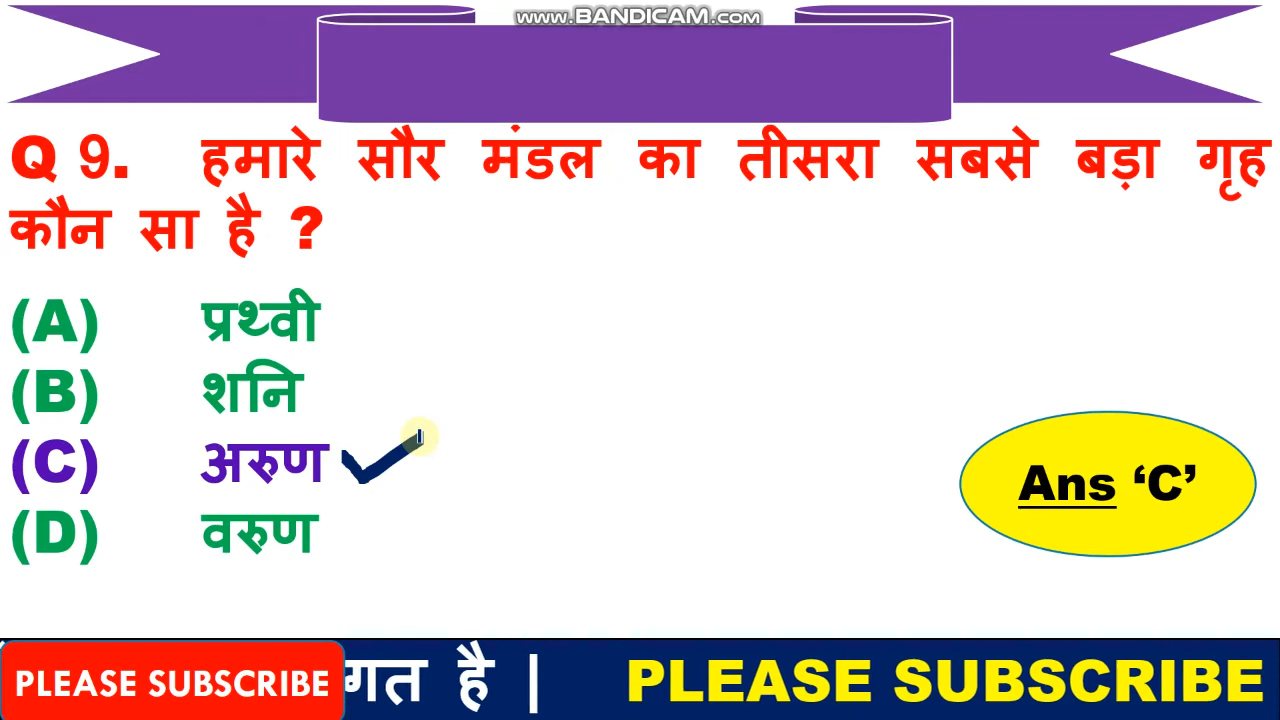 www.BANDICAM.com
Q 9. हमारे सौर मंडल का तीसरा सबसे बड़ा गृह
कौन सा है ?
(A) प्रथ्वी
(B) शनि
(C) अरुण
(D) वरुण
Ans ‘C’
PLEASE SUBSCRIBE गत है | PLEASE SUBSCRIBE